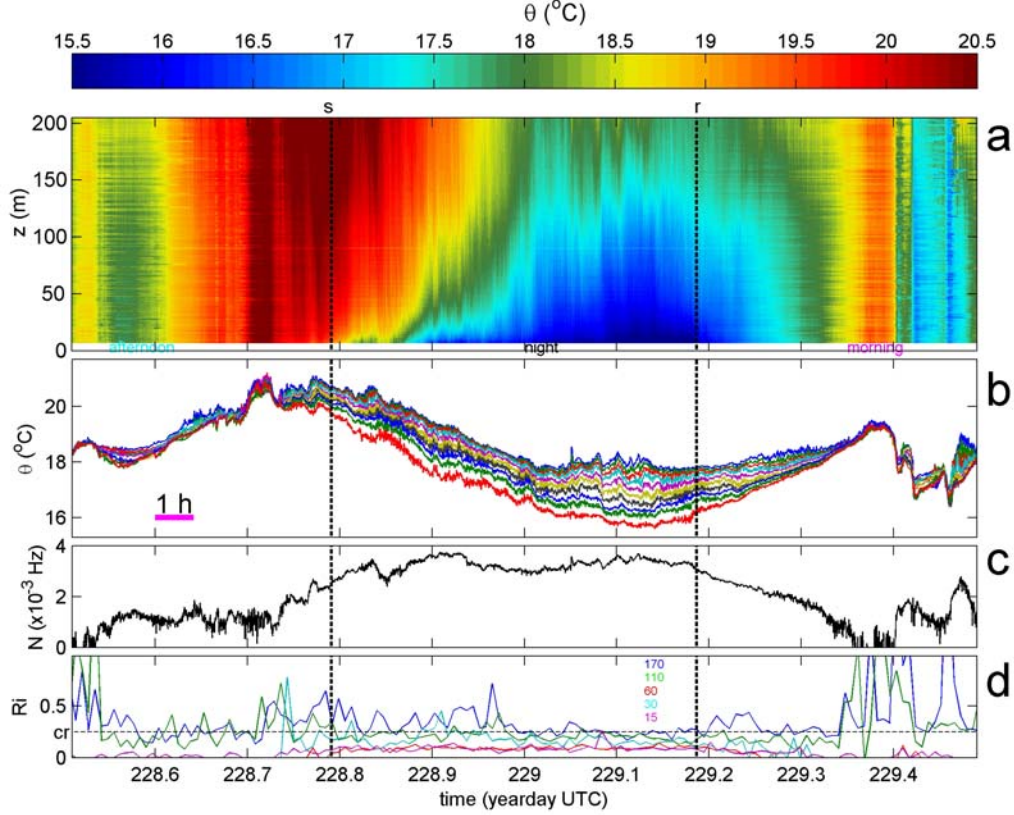 θ (°C)
15.5 16 16.5 17 17.5 18 18.5 19 19.5 20 20.5
s r
a
200
150
100
50
0
z (m)
afternoon night morning
b
20
18
16
θ (°C)
1 h
c
4
2
0
N (x10⁻³ Hz)
d
170
110
60
30
15
0.5
cr
0
Ri
228.6 228.7 228.8 228.9 229 229.1 229.2 229.3 229.4
time (yearday UTC)